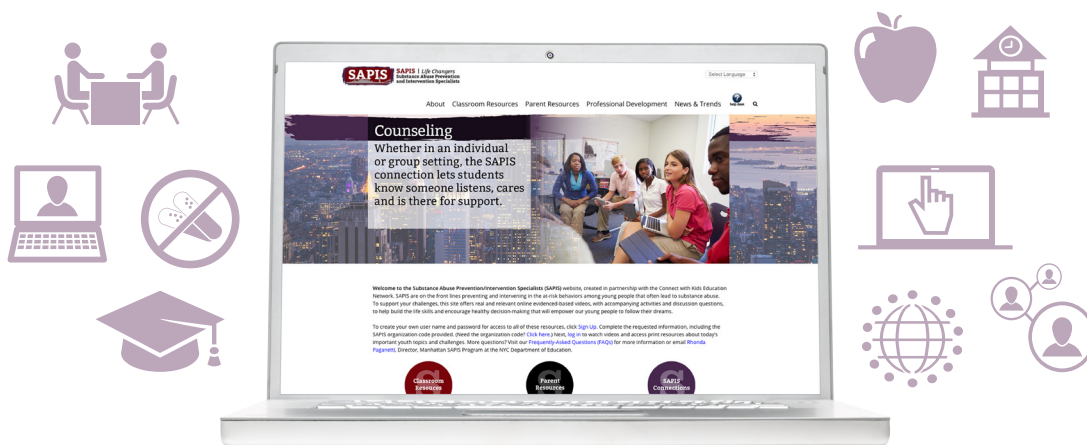 SAPIS
SAPIS | Life Changers
Substance Abuse Prevention
and Intervention Specialists
Select Language
About Classroom Resources Parent Resources Professional Development News & Trends
help lines
Counseling
Whether in an individual
or group setting, the SAPIS
connection lets students
know someone listens, cares
and is there for support.
Welcome to the Substance Abuse Prevention/Intervention Specialists (SAPIS) website, created in partnership with the Connect with Kids Education
Network. SAPIS are on the front lines preventing and intervening in the at-risk behaviors among young people that often lead to substance abuse.
To support your challenges, this site offers real and relevant online evidenced-based videos, with accompanying activities and discussion questions,
to help build the life skills and encourage healthy decision-making that will empower our young people to follow their dreams.
To create your own user name and password for access to all of these resources, click Sign Up. Complete the requested information, including the
SAPIS organization code provided. (Need the organization code? Click here.) Next, log in to watch videos and access print resources about today's
important youth topics and challenges. More questions? Visit our Frequently-Asked Questions (FAQs) for more information or email Rhonda
Paganetti, Director, Manhattan SAPIS Program at the NYC Department of Education.
Classroom
Resouces
Parent
Resources
SAPIS
Connections